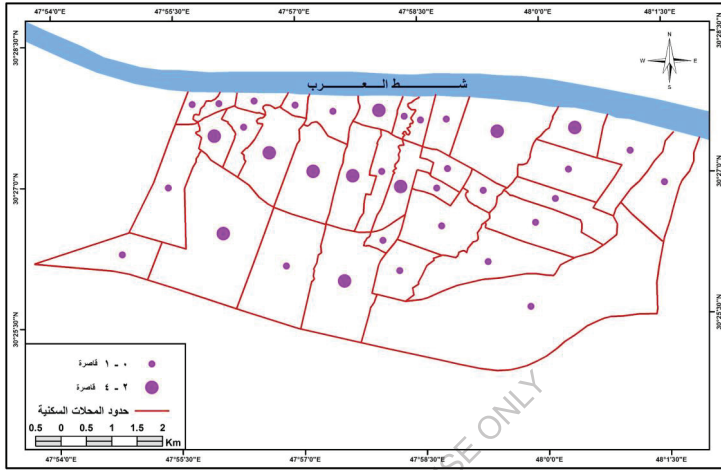 47°54'0"E 47°55'30"E 47°57'0"E 47°58'30"E 48°0'0"E 48°1'30"E
30°28'30"N
30°28'30"N
N
W E
S
شـــط الـــعـــرب
30°27'0"N
30°27'0"N
30°25'30"N
30°25'30"N
٠ - ١ قاصرة
٢ - ٤ قاصرة
حدود المحلات السكنية
0.5 0 0.5 1 1.5 2
Km
SE ONLY
47°54'0"E 47°55'30"E 47°57'0"E 47°58'30"E 48°0'0"E 48°1'30"E